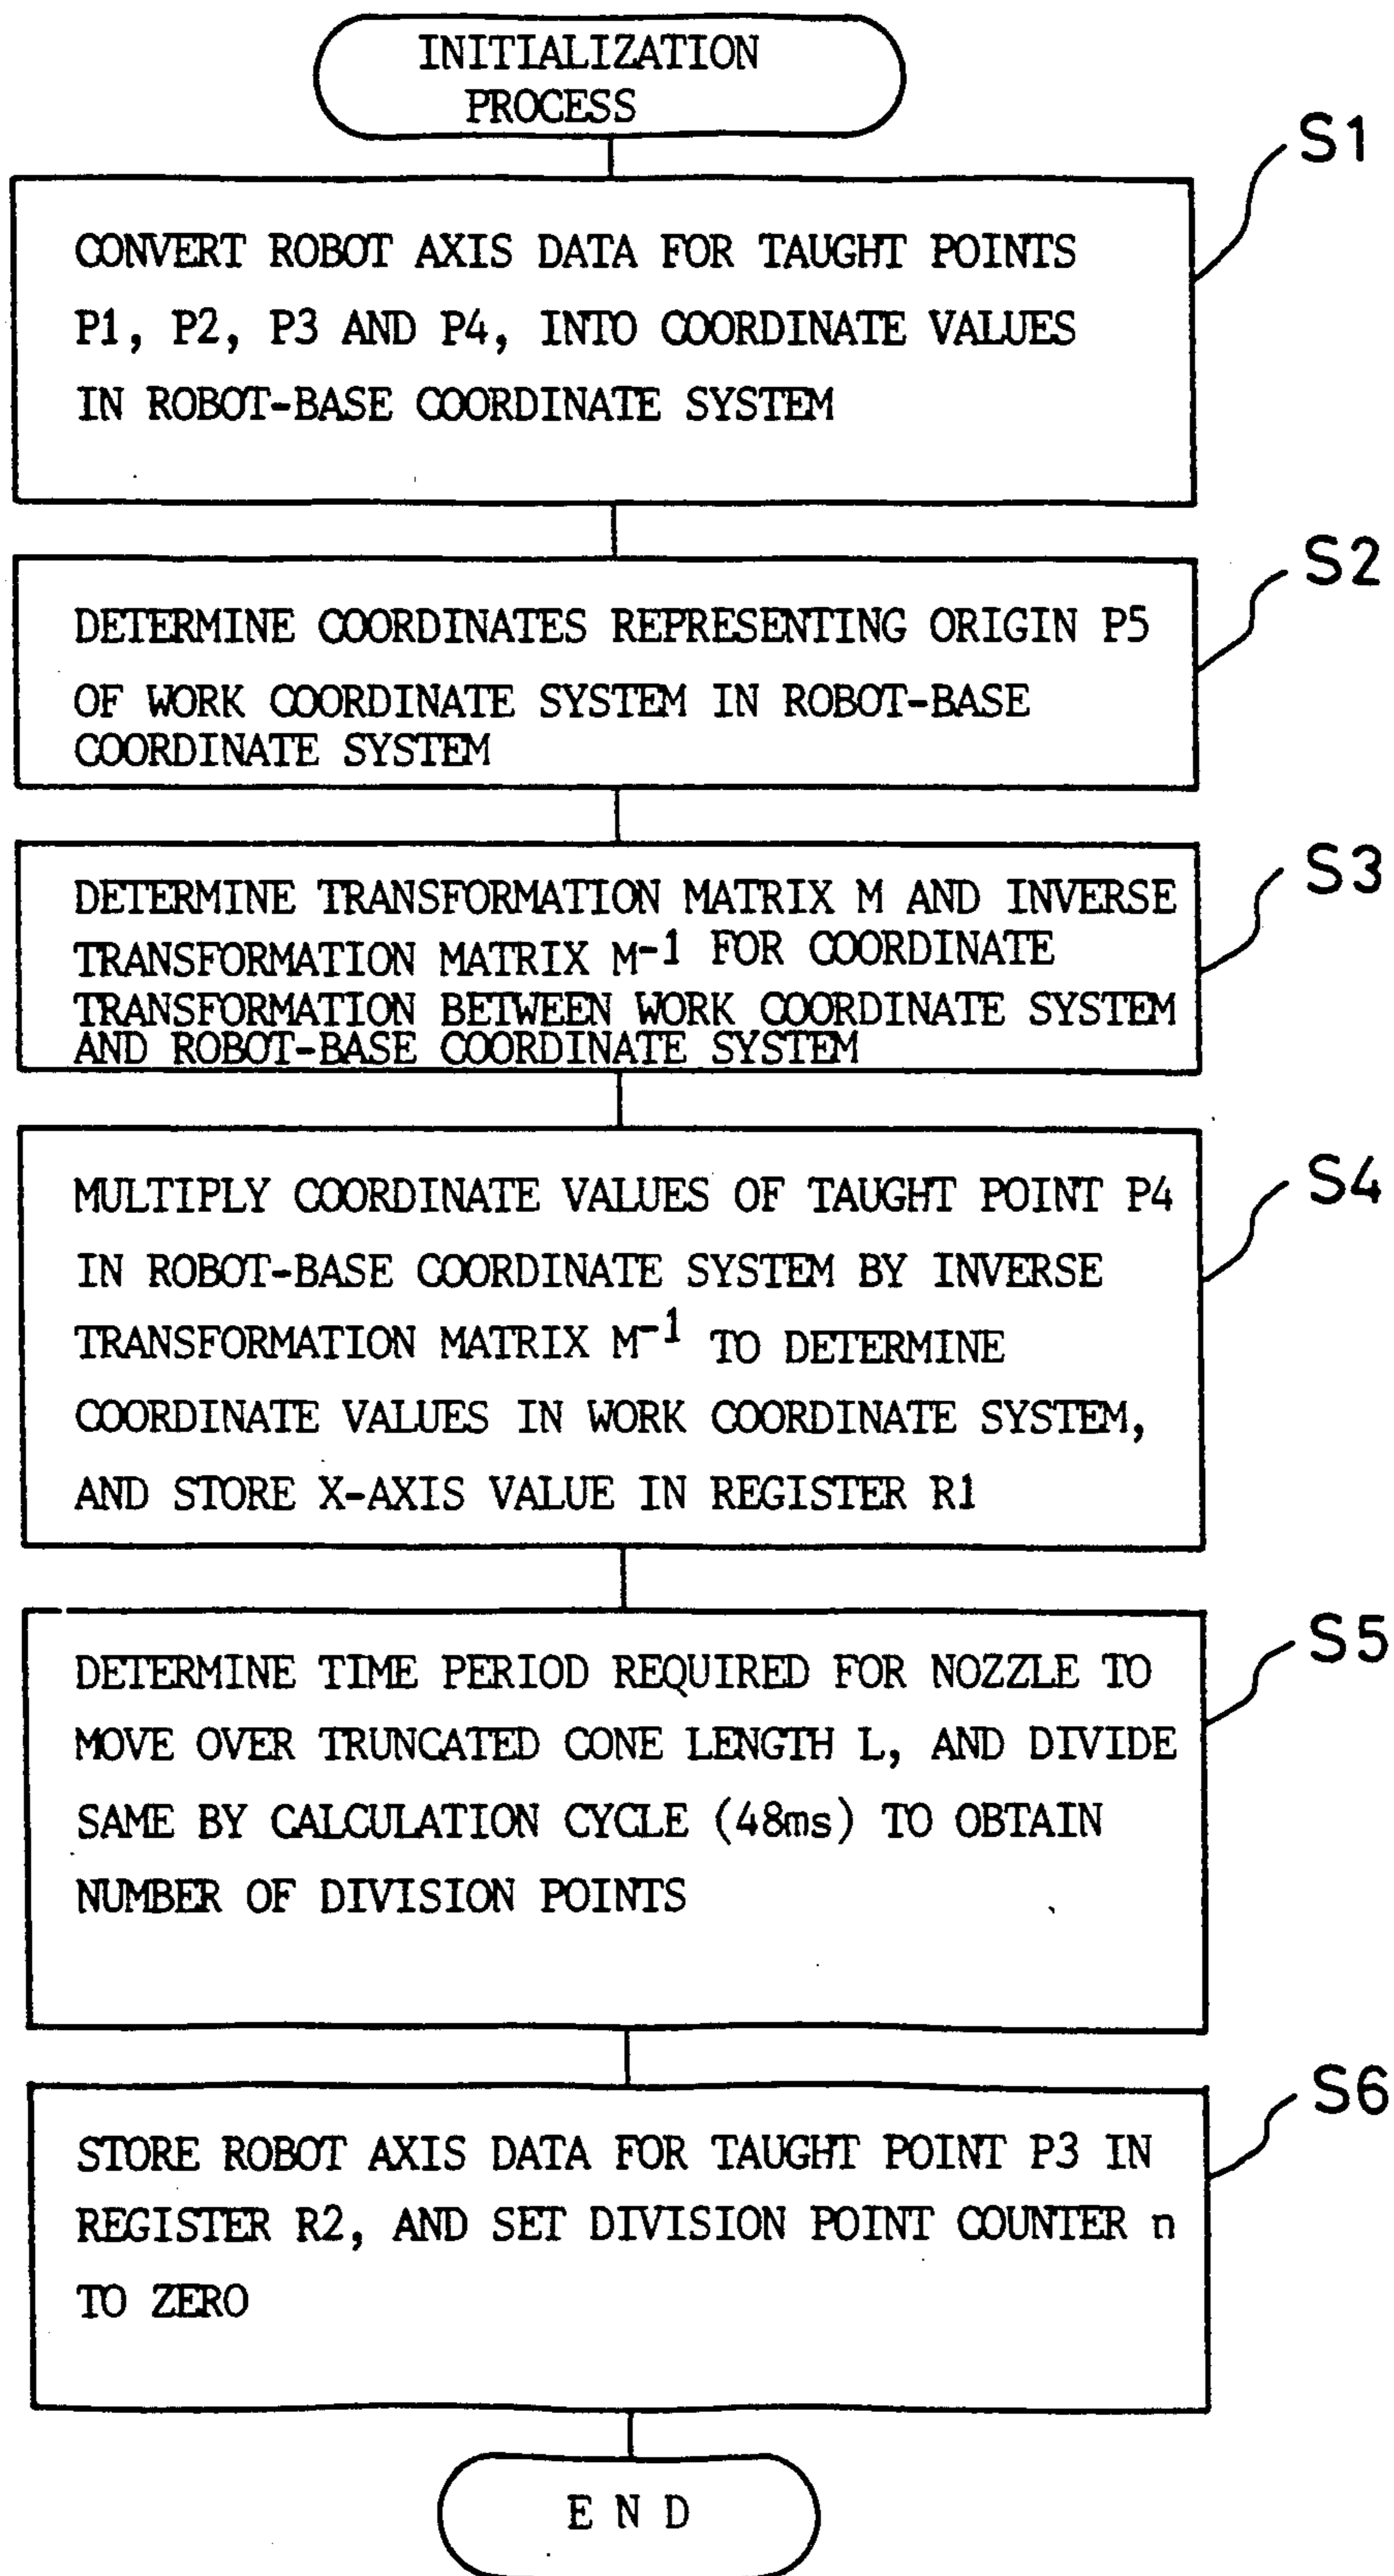 INITIALIZATION
PROCESS
S1
CONVERT ROBOT AXIS DATA FOR TAUGHT POINTS
P1, P2, P3 AND P4, INTO COORDINATE VALUES
IN ROBOT-BASE COORDINATE SYSTEM
S2
DETERMINE COORDINATES REPRESENTING ORIGIN P5
OF WORK COORDINATE SYSTEM IN ROBOT-BASE
COORDINATE SYSTEM
S3
DETERMINE TRANSFORMATION MATRIX M AND INVERSE
TRANSFORMATION MATRIX M⁻¹ FOR COORDINATE
TRANSFORMATION BETWEEN WORK COORDINATE SYSTEM
AND ROBOT-BASE COORDINATE SYSTEM
S4
MULTIPLY COORDINATE VALUES OF TAUGHT POINT P4
IN ROBOT-BASE COORDINATE SYSTEM BY INVERSE
TRANSFORMATION MATRIX M⁻¹ TO DETERMINE
COORDINATE VALUES IN WORK COORDINATE SYSTEM,
AND STORE X-AXIS VALUE IN REGISTER R1
S5
DETERMINE TIME PERIOD REQUIRED FOR NOZZLE TO
MOVE OVER TRUNCATED CONE LENGTH L, AND DIVIDE
SAME BY CALCULATION CYCLE (48ms) TO OBTAIN
NUMBER OF DIVISION POINTS
S6
STORE ROBOT AXIS DATA FOR TAUGHT POINT P3 IN
REGISTER R2, AND SET DIVISION POINT COUNTER n
TO ZERO
E N D